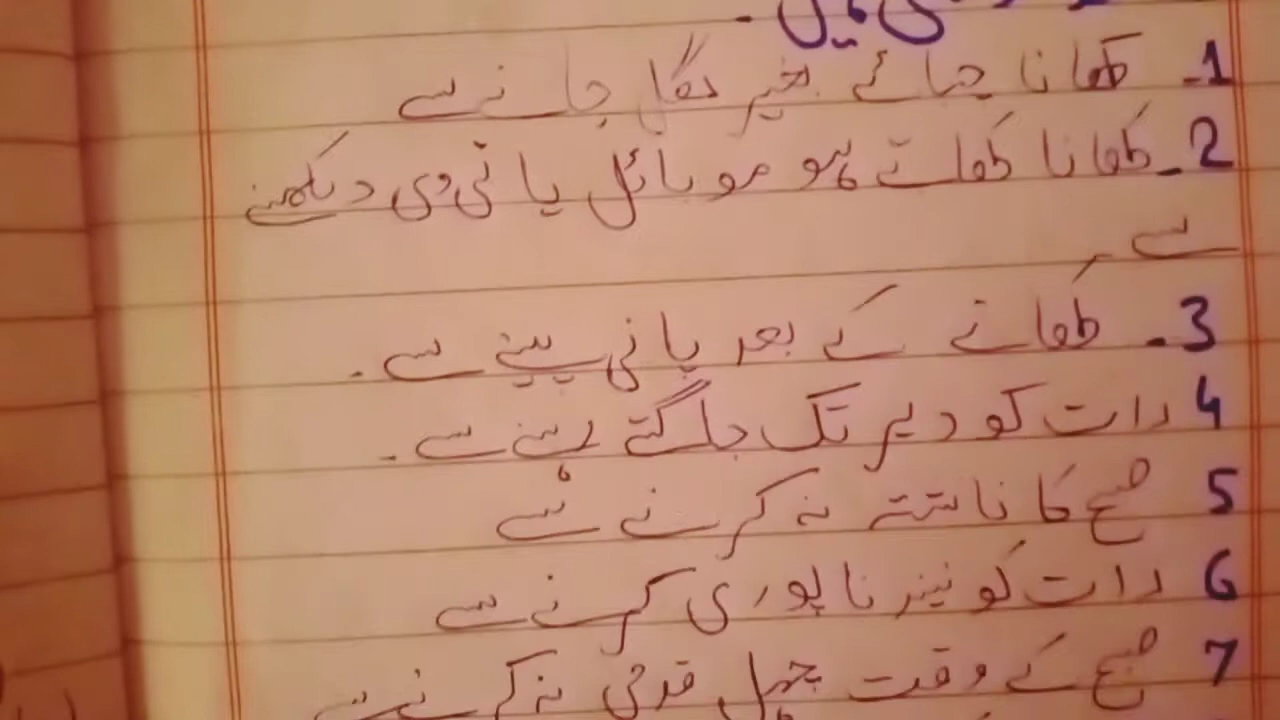 1- کھانا چبائے بغیر نگل جانے سے
2- کھانا کھاتے ہو موبائل یا ٹی وی دیکھنے
سے -
3- کھانے کے بعد پانی پینے سے -
4 رات کو دیر تک جاگتے رہنے سے -
5 صبح کا ناشتہ نہ کرنے سے
6 رات کو نیند نا پوری کرنے سے
7 صبح کے وقت چہل قدمی نہ کرنے سے